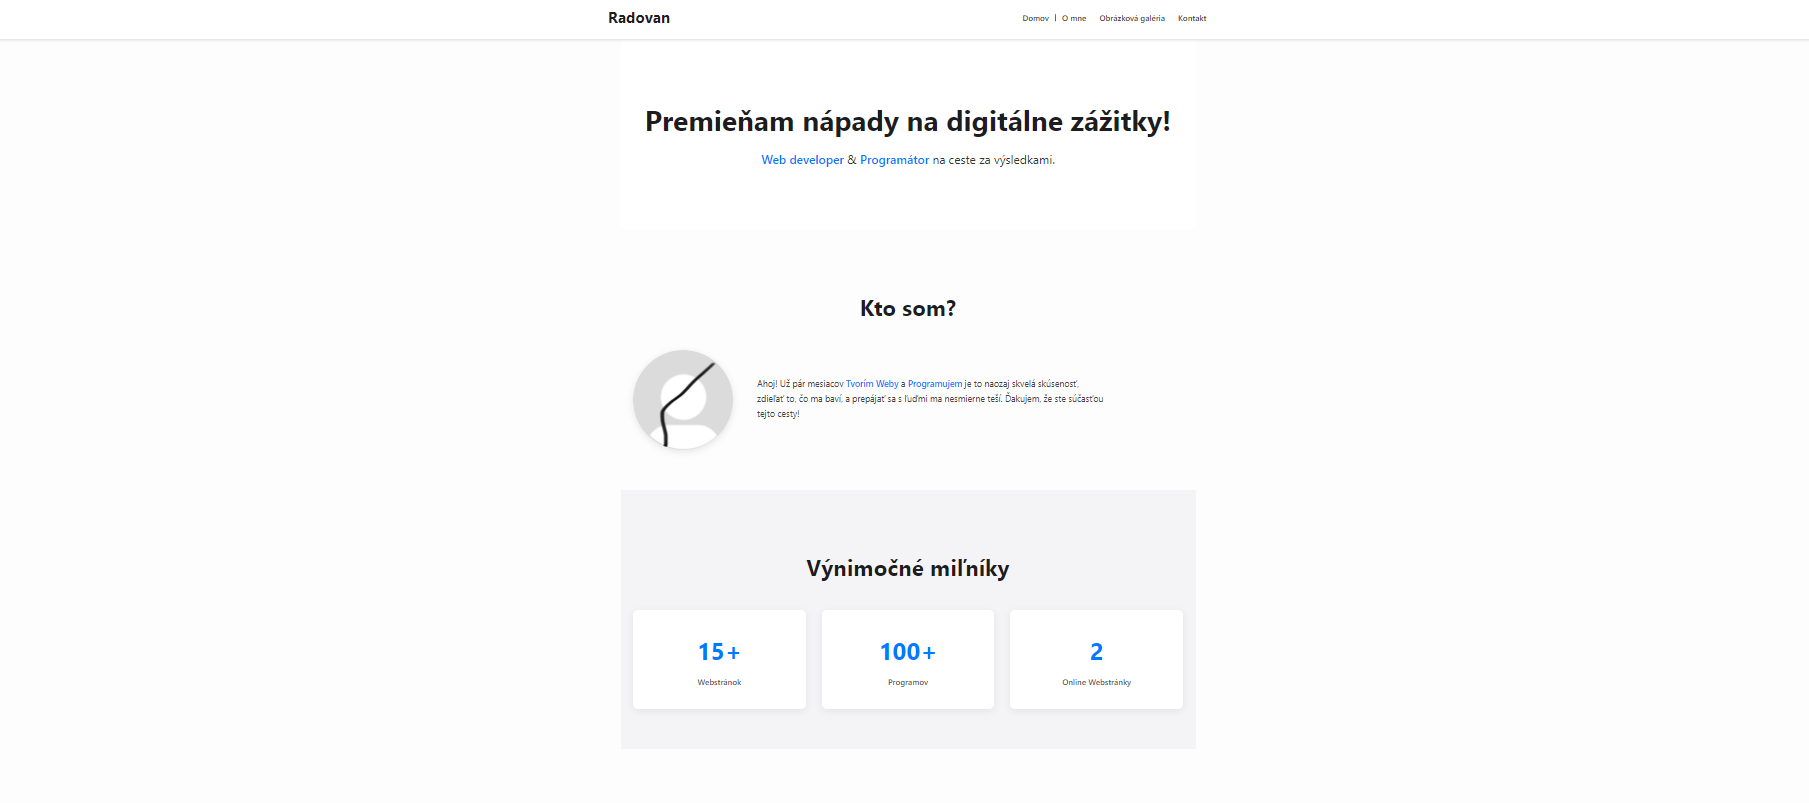 Radovan
Domov | O mne Obrázková galéria Kontakt
Premieňam nápady na digitálne zážitky!
Web developer & Programátor na ceste za výsledkami.
Kto som?
Ahoj! Už pár mesiacov Tvorím Weby a Programujem je to naozaj skvelá skúsenosť,
zdieľať to, čo ma baví, a prepájať sa s ľuďmi ma nesmierne teší. Ďakujem, že ste súčasťou
tejto cesty!
Výnimočné míľniky
15+
Webstránok
100+
Programov
2
Online Webstránky